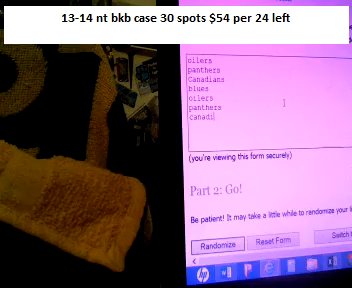 13-14 nt bkb case 30 spots $54 per 24 left
oilers
panthers
Canadians
blues
oilers
panthers
canadi
(you're viewing this form securely)
Part 2: Go!
Be patient! It may take a little while to randomize your
Randomize
Reset Form
Switch
hp